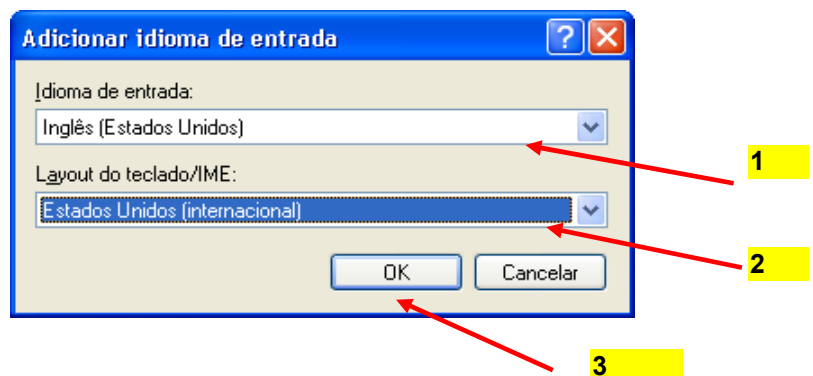 Adicionar idioma de entrada
Idioma de entrada:
Inglês (Estados Unidos)
1
Layout do teclado/IME:
Estados Unidos (internacional)
2
OK Cancelar
3